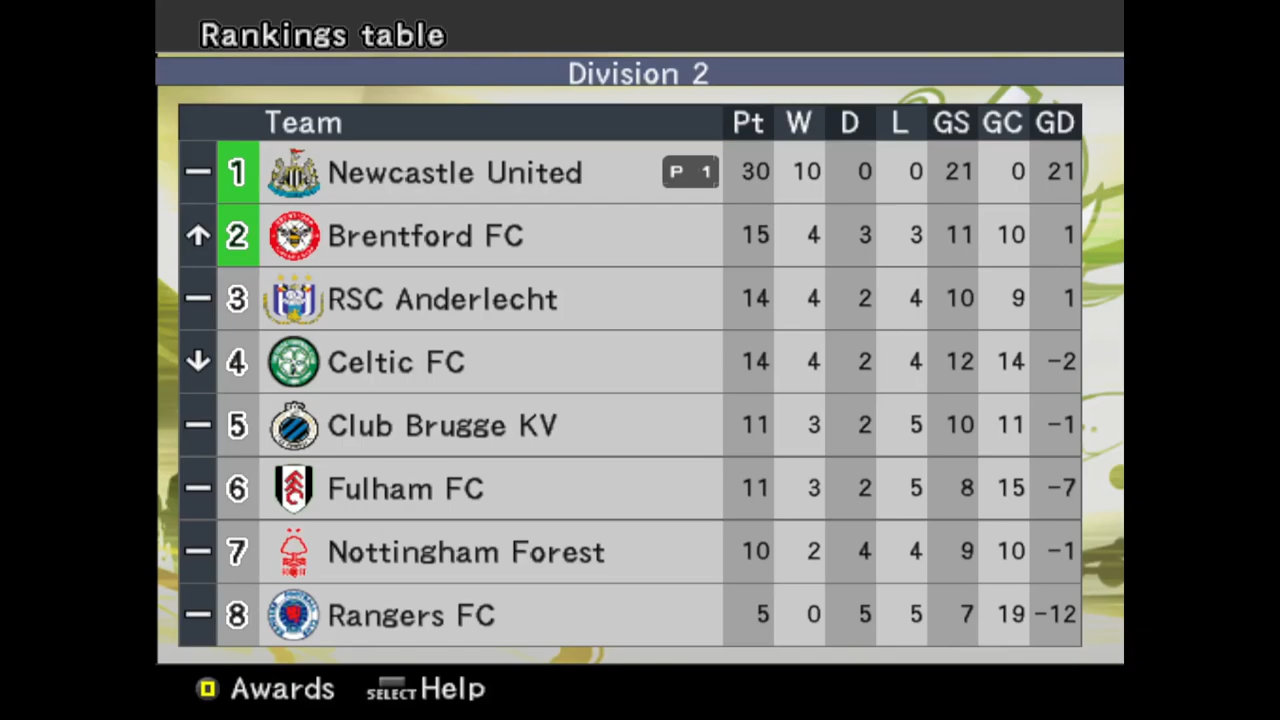 Rankings table
Division 2
Team Pt W D L GS GC GD
1 Newcastle United P 1 30 10 0 0 21 0 21
2 Brentford FC 15 4 3 3 11 10 1
3 RSC Anderlecht 14 4 2 4 10 9 1
4 Celtic FC 14 4 2 4 12 14 -2
5 Club Brugge KV 11 3 2 5 10 11 -1
6 Fulham FC 11 3 2 5 8 15 -7
7 Nottingham Forest 10 2 4 4 9 10 -1
8 Rangers FC 5 0 5 5 7 19 -12
Awards SELECT Help